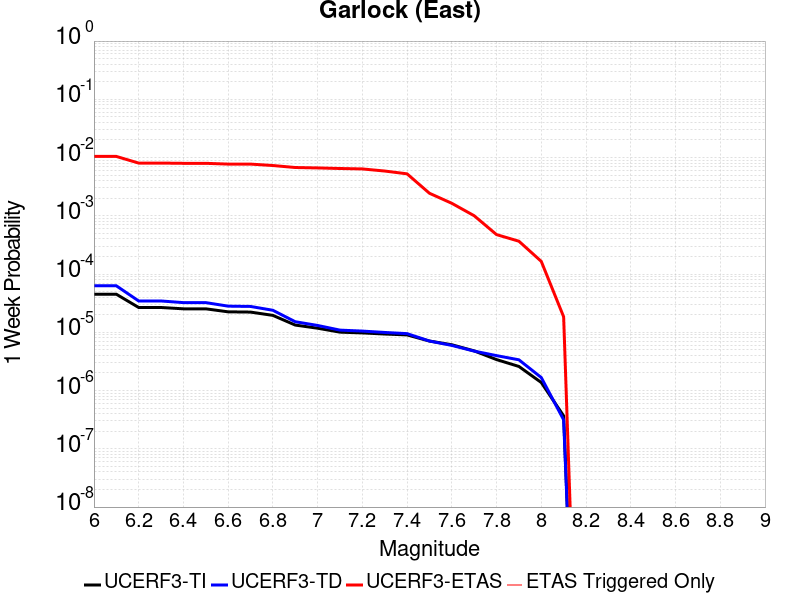 Garlock (East)
10^0
10^-1
10^-2
10^-3
10^-4
10^-5
10^-6
10^-7
10^-8
1 Week Probability
6 6.2 6.4 6.6 6.8 7 7.2 7.4 7.6 7.8 8 8.2 8.4 8.6 8.8 9
Magnitude
UCERF3-TI UCERF3-TD UCERF3-ETAS ETAS Triggered Only